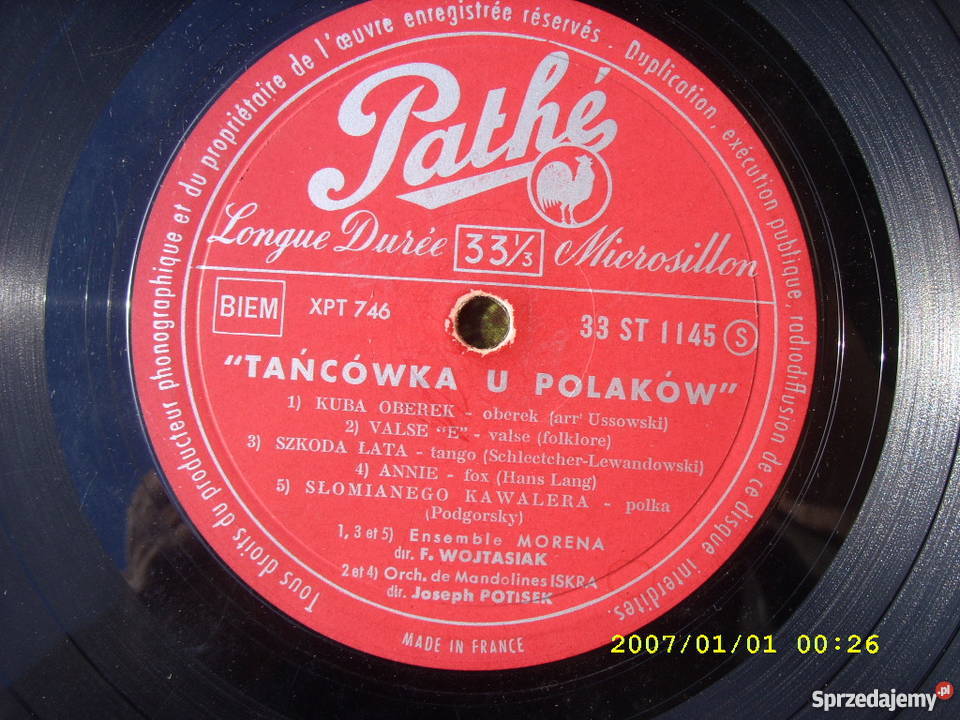 Tous droits du producteur phonographique et du propriétaire de l'œuvre enregistrée réservés. Duplication, exécution publique, radiodiffusion de ce disque interdites.
Pathé
Longue Durée 33⅓ Microsillon
BIEM XPT 746 33 ST 1145 S
"TAŃCÓWKA U POLAKÓW"
1) KUBA OBEREK - oberek (arr' Ussowski)
2) VALSE "E" - valse (folklore)
3) SZKODA LATA - tango (Schlectcher-Lewandowski)
4) ANNIE - fox (Hans Lang)
5) SŁOMIANEGO KAWALERA - polka
(Podgorsky)
1, 3 et 5) Ensemble MORENA
dir. F. WOJTASIAK
2 et 4) Orch. de Mandolines ISKRA
dir. Joseph POTISEK
MADE IN FRANCE
2007/01/01 00:26
Sprzedajemy.pl